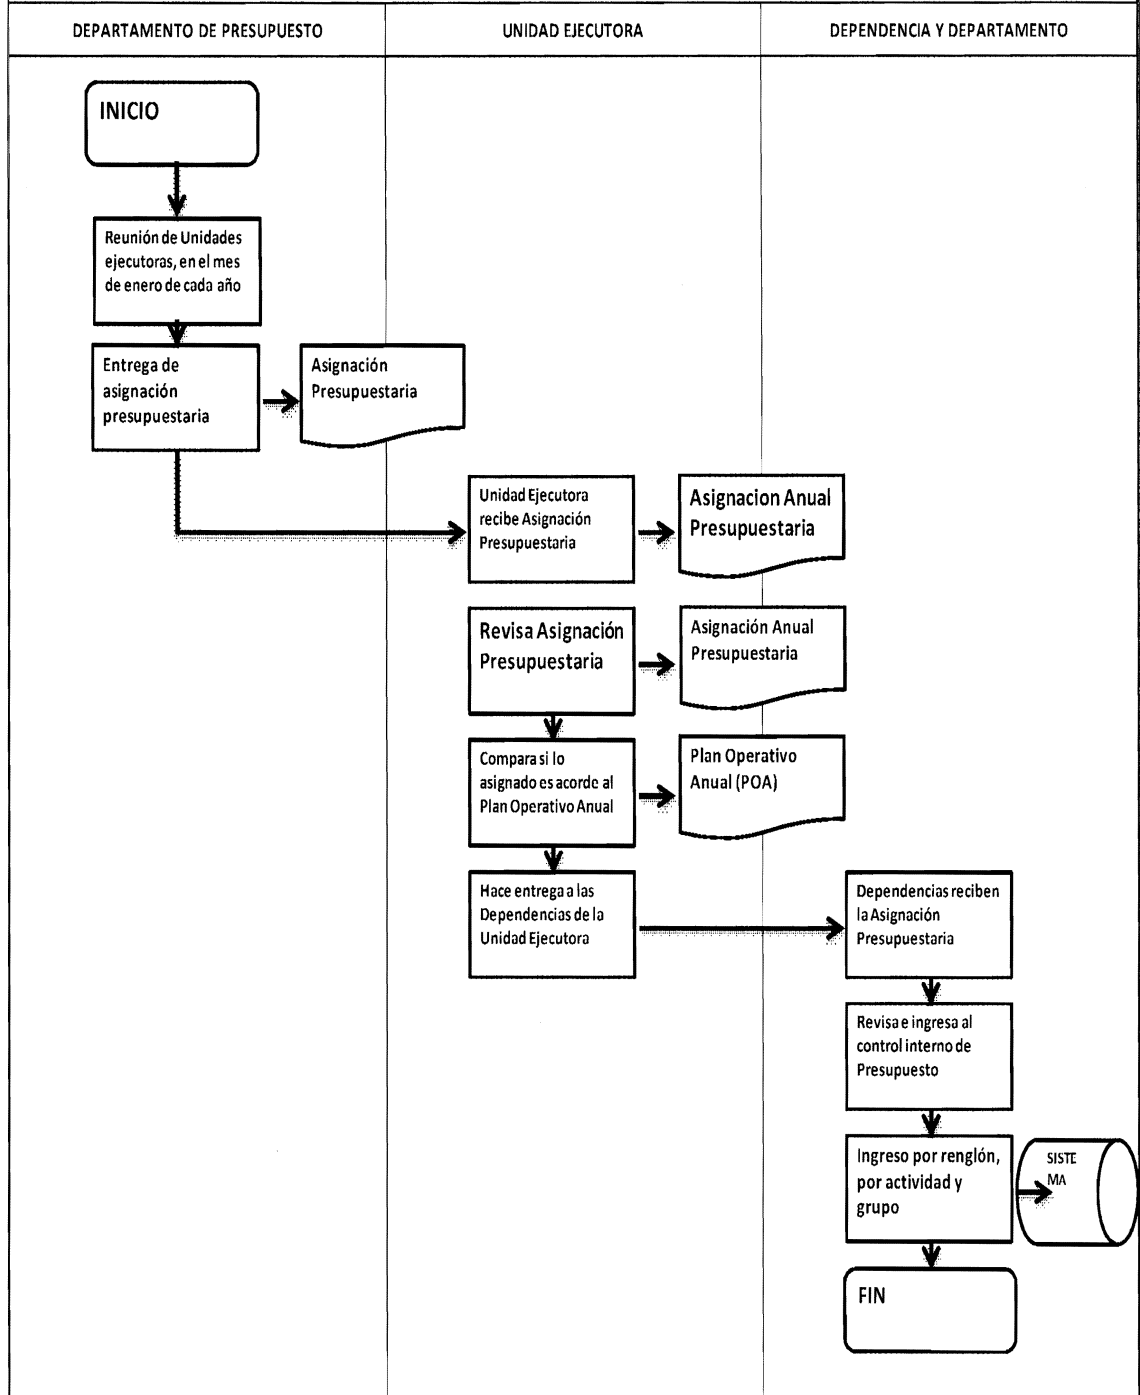 DEPARTAMENTO DE PRESUPUESTO
UNIDAD EJECUTORA
DEPENDENCIA Y DEPARTAMENTO
INICIO
Reunión de Unidades
ejecutoras, en el mes
de enero de cada año
Entrega de
asignación
presupuestaria
Asignación
Presupuestaria
Unidad Ejecutora
recibe Asignación
Presupuestaria
Asignacion Anual
Presupuestaria
Revisa Asignación
Presupuestaria
Asignación Anual
Presupuestaria
Compara si lo
asignado es acorde al
Plan Operativo Anual
Plan Operativo
Anual (POA)
Hace entrega a las
Dependencias de la
Unidad Ejecutora
Dependencias reciben
la Asignación
Presupuestaria
Revisa e ingresa al
control interno de
Presupuesto
Ingreso por renglón,
por actividad y
grupo
SISTE
MA
FIN